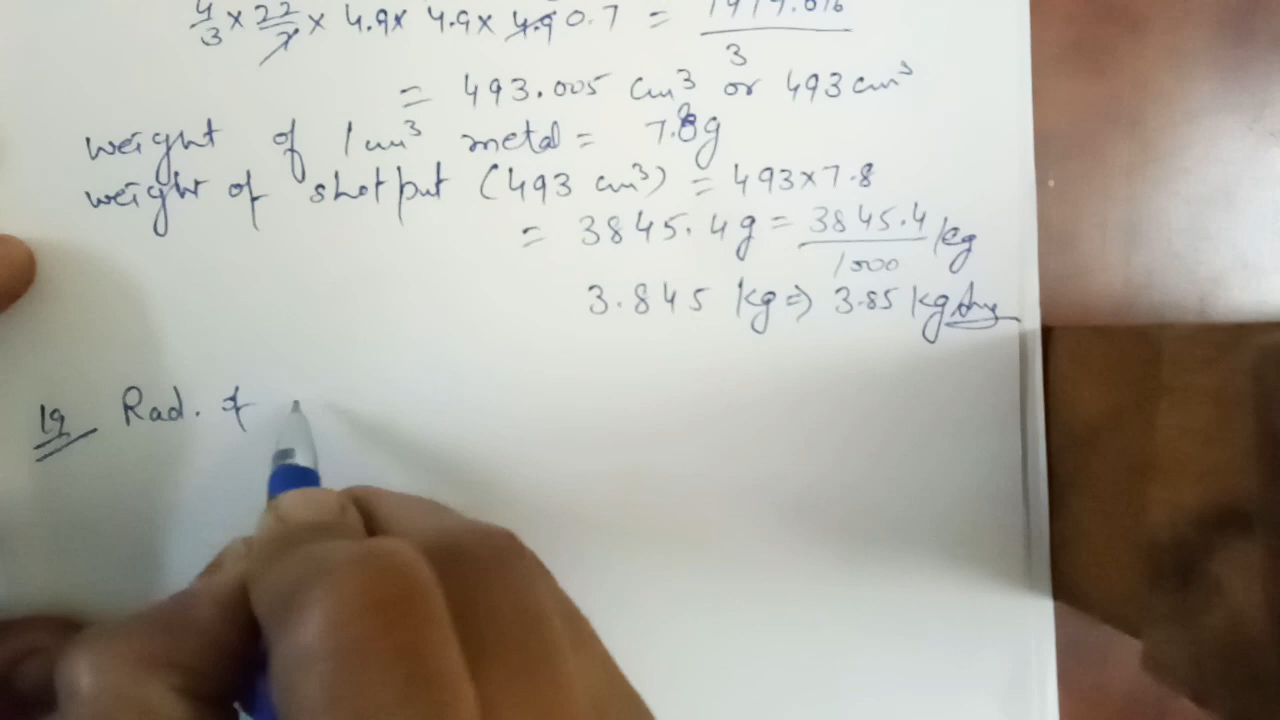 4/3 × 22/7 × 4.9 × 4.9 × 4.9 0.7 = 1479.016/3
= 493.005 cm³ or 493 cm³
weight of 1 cm³ metal = 7.8g
weight of shotput (493 cm³) = 493×7.8
= 3845.4g = 3845.4/1000 kg
3.845 kg ⇒ 3.85 kg Ans
19 Rad. of